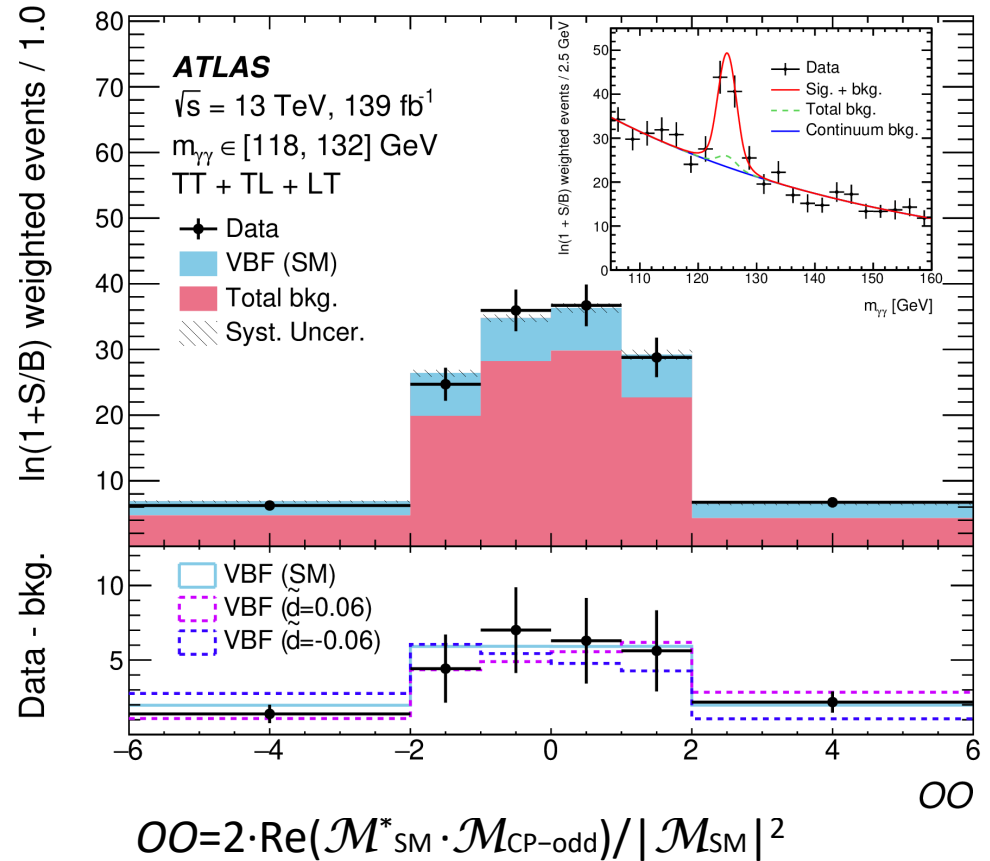 ln(1+S/B) weighted events / 1.0
80
70
60
50
40
30
20
10
ATLAS
√s = 13 TeV, 139 fb⁻¹
m_γγ ∈ [118, 132] GeV
TT + TL + LT
Data
VBF (SM)
Total bkg.
Syst. Uncer.
ln(1 + S/B) weighted events / 2.5 GeV
50
40
30
20
10
0
Data
Sig. + bkg.
Total bkg.
Continuum bkg.
110 120 130 140 150 160
m_γγ [GeV]
Data - bkg.
10
5
VBF (SM)
VBF (d̃=0.06)
VBF (d̃=-0.06)
−6 −4 −2 0 2 4 6
OO
OO=2·Re(ℳ*SM·ℳCP−odd)/|ℳSM|²